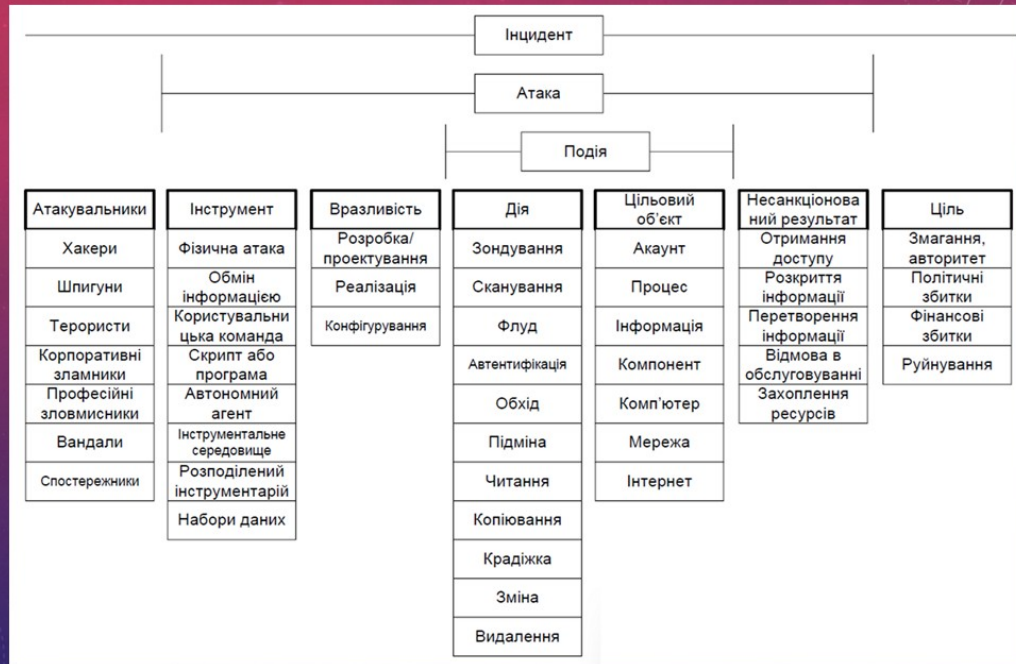 Інцидент
Атака
Подія
Атакувальники
Хакери
Шпигуни
Терористи
Корпоративні
зламники
Професійні
зловмисники
Вандали
Спостережники
Інструмент
Фізична атака
Обмін
інформацією
Користувальни
цька команда
Скрипт або
програма
Автономний
агент
Інструментальне
середовище
Розподілений
інструментарій
Набори даних
Вразливість
Розробка/
проектування
Реалізація
Конфігурування
Дія
Зондування
Сканування
Флуд
Автентифікація
Обхід
Підміна
Читання
Копіювання
Крадіжка
Зміна
Видалення
Цільовий
об’єкт
Акаунт
Процес
Інформація
Компонент
Комп’ютер
Мережа
Інтернет
Несанкціонова
ний результат
Отримання
доступу
Розкриття
інформації
Перетворення
інформації
Відмова в
обслуговуванні
Захоплення
ресурсів
Ціль
Змагання,
авторитет
Політичні
збитки
Фінансові
збитки
Руйнування